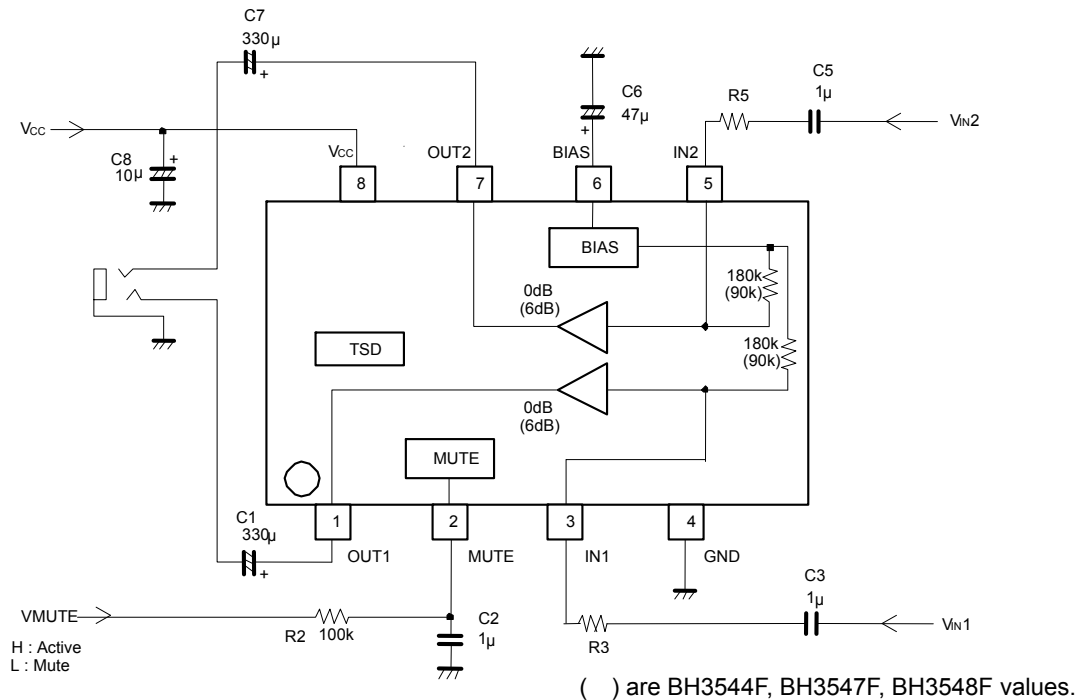 C7
330μ
C6
47μ
C5
1μ
R5
VCC
VIN2
C8
10μ
VCC
OUT2
BIAS
IN2
8
7
6
5
BIAS
180k
(90k)
0dB
(6dB)
TSD
180k
(90k)
0dB
(6dB)
MUTE
C1
330μ
1
2
3
4
OUT1
MUTE
IN1
GND
VMUTE
H : Active
L : Mute
R2
100k
C2
1μ
R3
C3
1μ
VIN1
( ) are BH3544F, BH3547F, BH3548F values.